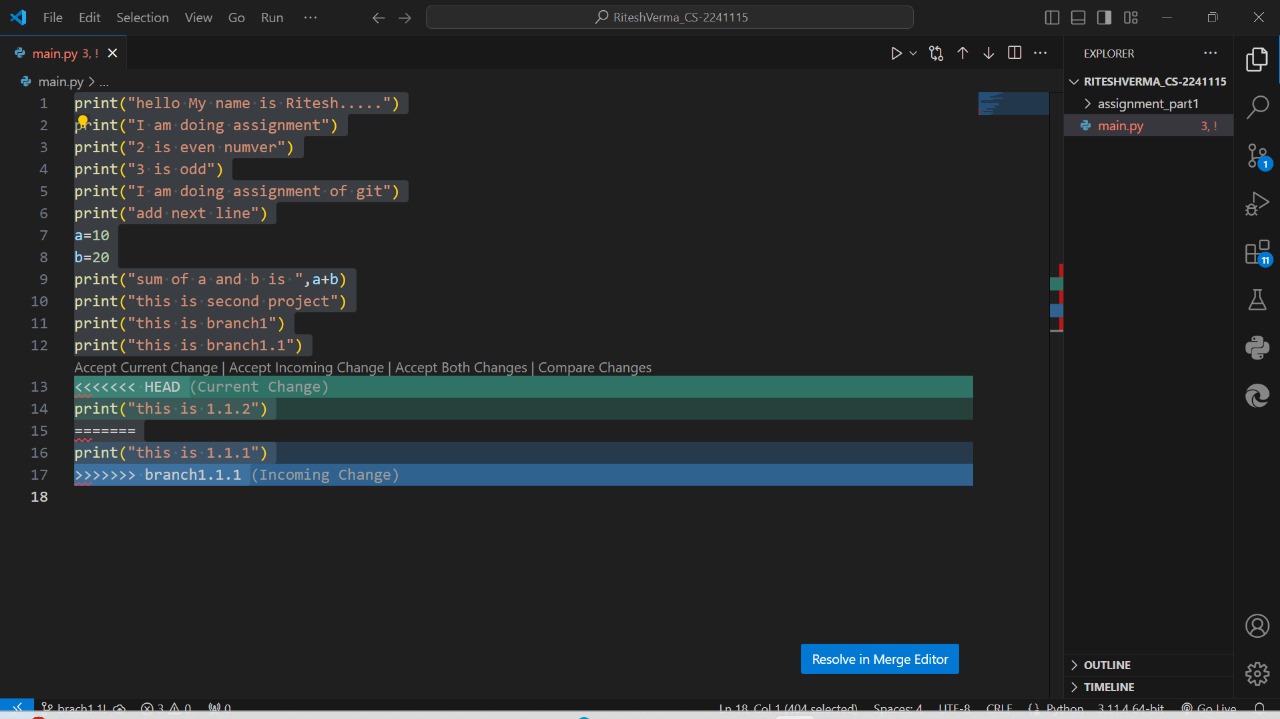 File Edit Selection View Go Run ··· RiteshVerma_CS-2241115
main.py 3, !
main.py > ...
1 print("hello My name is Ritesh.....")
2 print("I am doing assignment")
3 print("2 is even numver")
4 print("3 is odd")
5 print("I am doing assignment of git")
6 print("add next line")
7 a=10
8 b=20
9 print("sum of a and b is ",a+b)
10 print("this is second project")
11 print("this is branch1")
12 print("this is branch1.1")
Accept Current Change | Accept Incoming Change | Accept Both Changes | Compare Changes
13 <<<<<<< HEAD (Current Change)
14 print("this is 1.1.2")
15 =======
16 print("this is 1.1.1")
17 >>>>>>> branch1.1.1 (Incoming Change)
18
Resolve in Merge Editor
EXPLORER ···
RITESHVERMA_CS-2241115
assignment_part1
main.py 3, !
OUTLINE
TIMELINE
1
11
3 0 0 Ln 18, Col 1 (404 selected) Spaces: 4 UTF-8 CRLF {} Python 3.11.4 64-bit Go Live